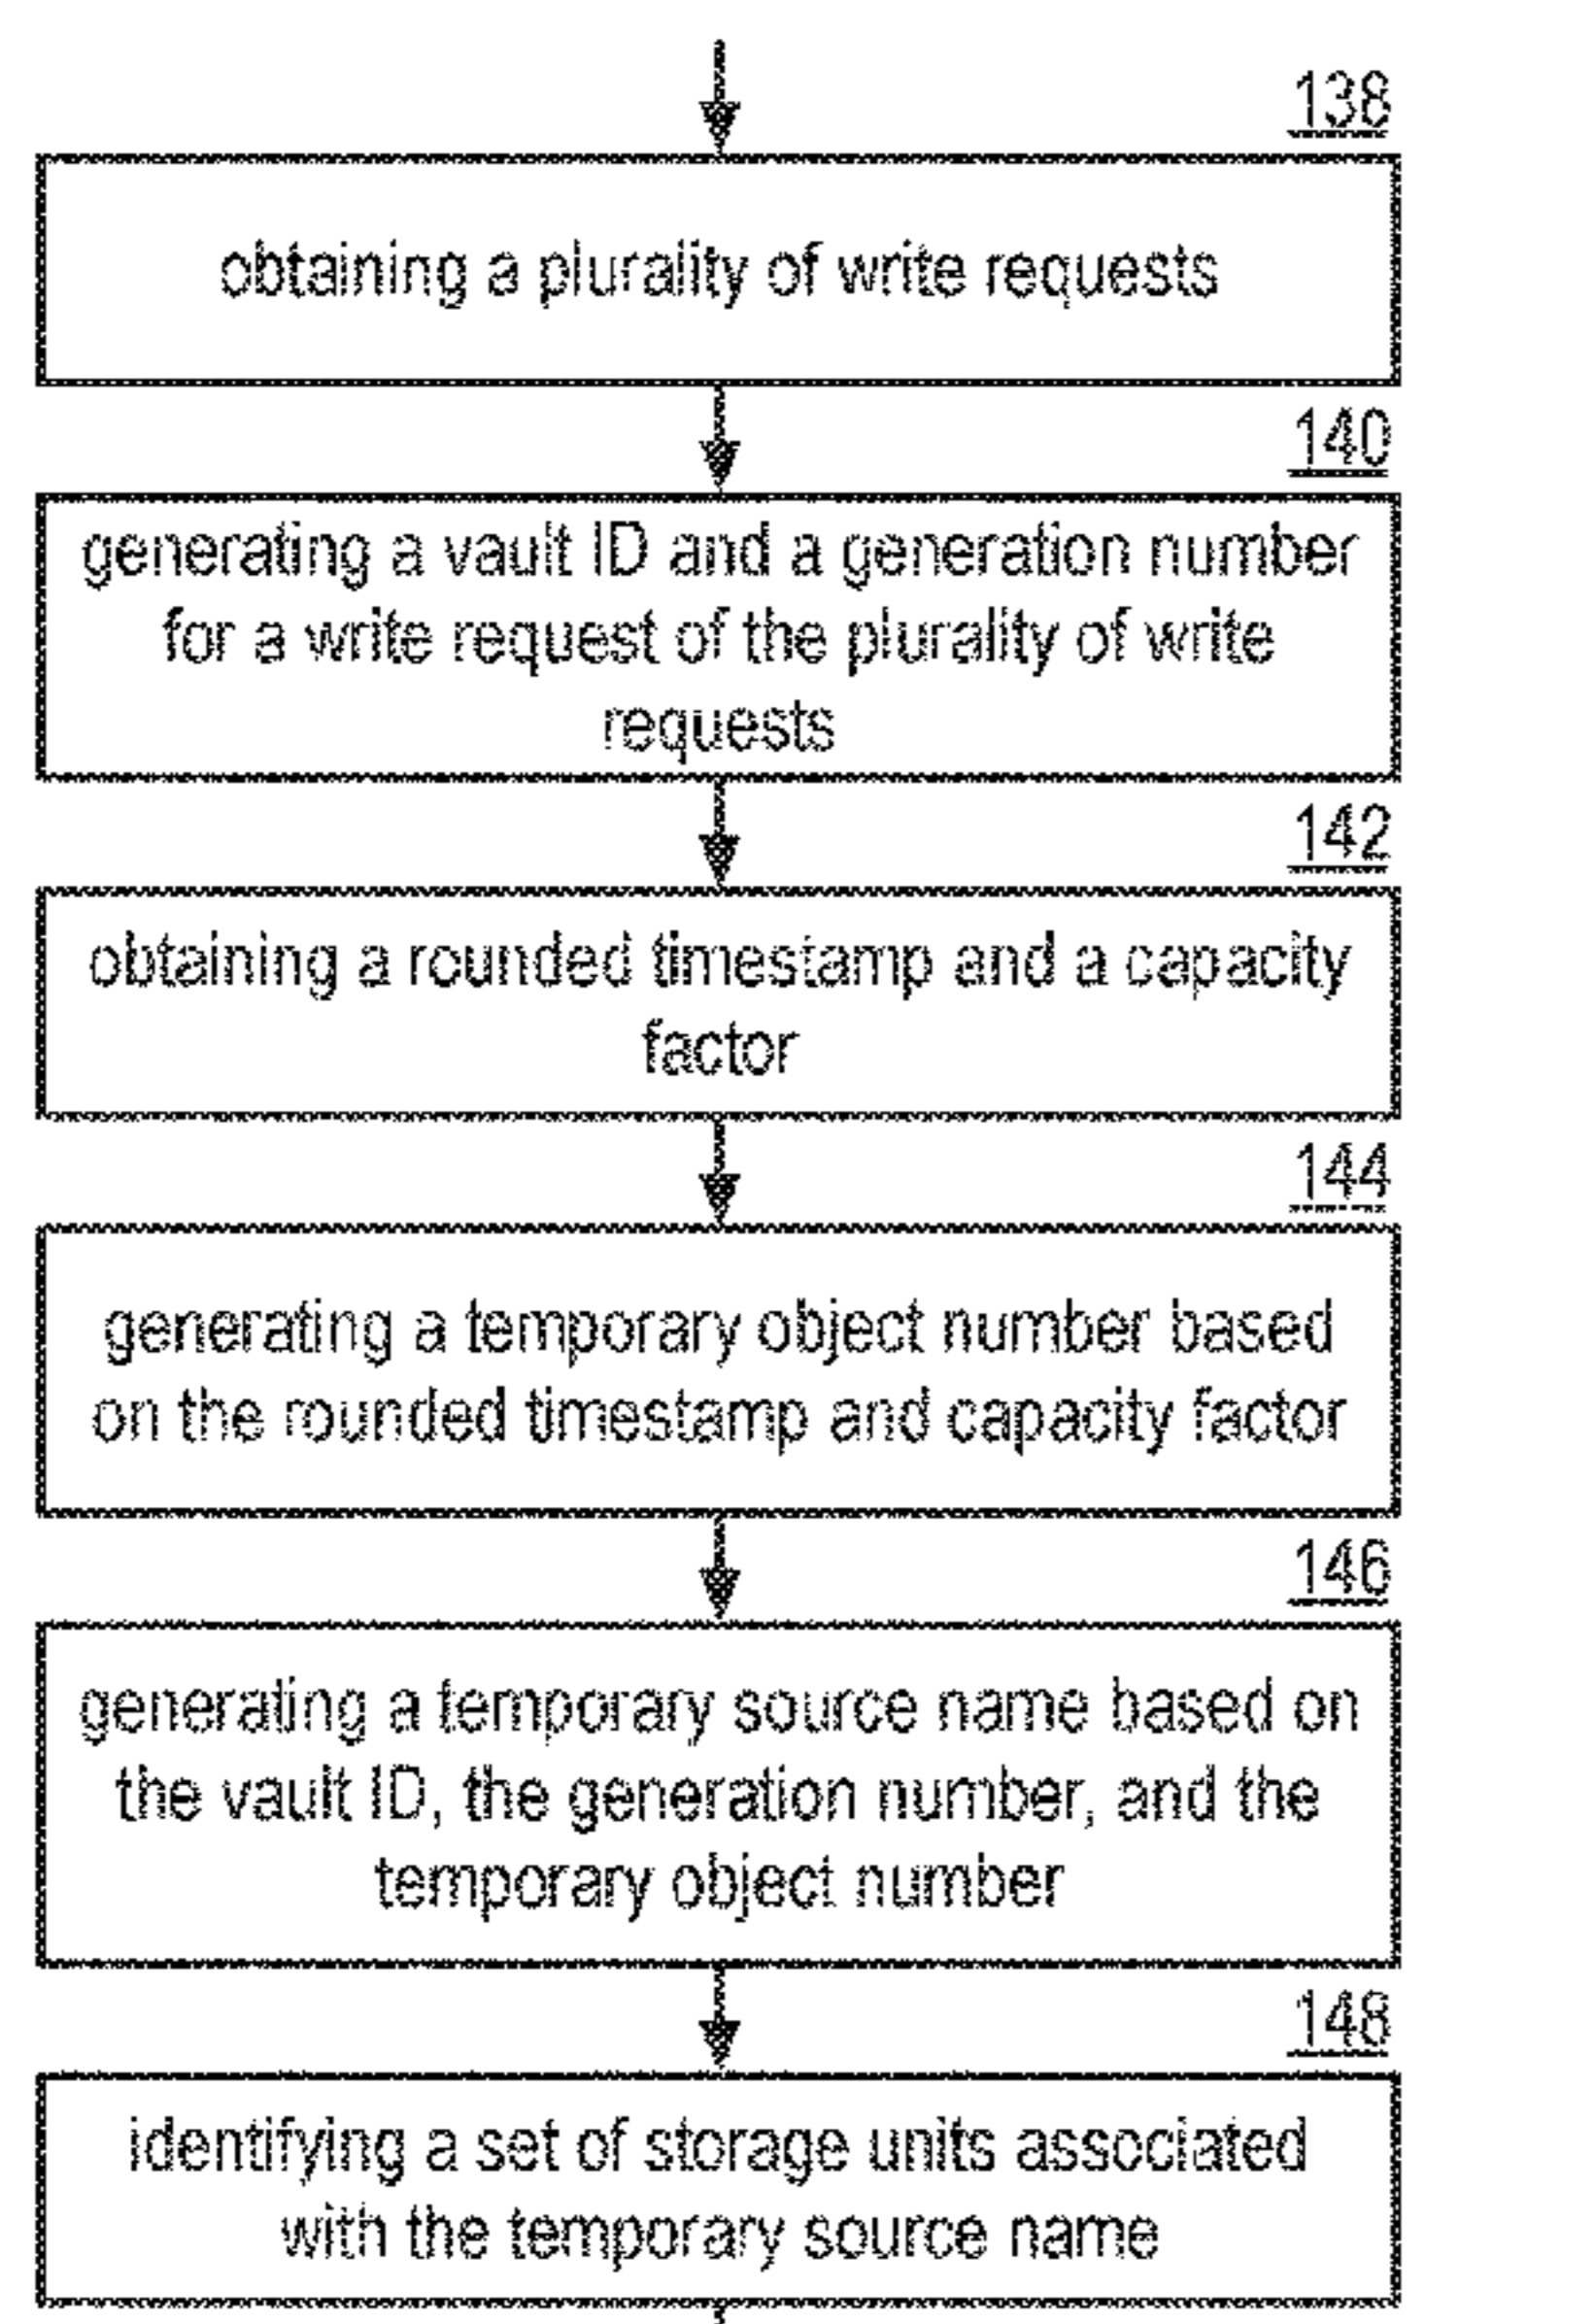 138
obtaining a plurality of write requests
140
generating a vault ID and a generation number
for a write request of the plurality of write
requests
142
obtaining a rounded timestamp and a capacity
factor
144
generating a temporary object number based
on the rounded timestamp and capacity factor
146
generating a temporary source name based on
the vault ID, the generation number, and the
temporary object number
148
identifying a set of storage units associated
with the temporary source name